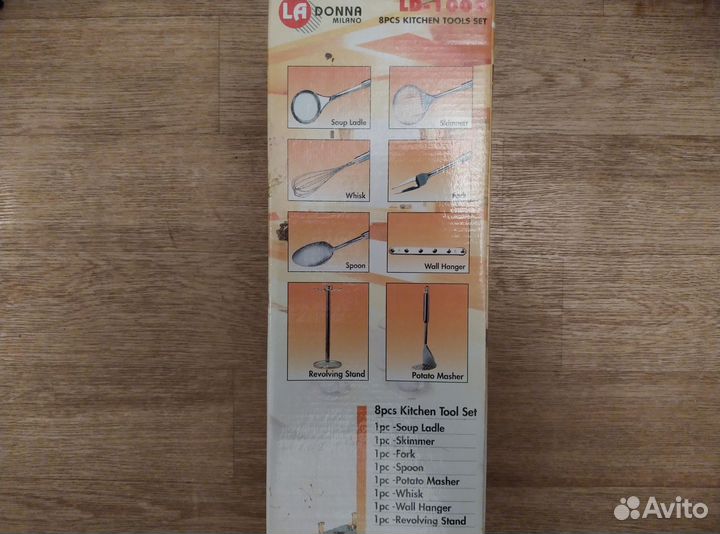 LA DONNA
MILANO
8PCS KITCHEN TOOLS SET
Soup Ladle
Skimmer
Whisk
Fork
Spoon
Wall Hanger
Revolving Stand
Potato Masher
8pcs Kitchen Tool Set
1pc -Soup Ladle
1pc -Skimmer
1pc -Fork
1pc -Spoon
1pc -Potato Masher
1pc -Whisk
1pc -Wall Hanger
1pc -Revolving Stand
Avito